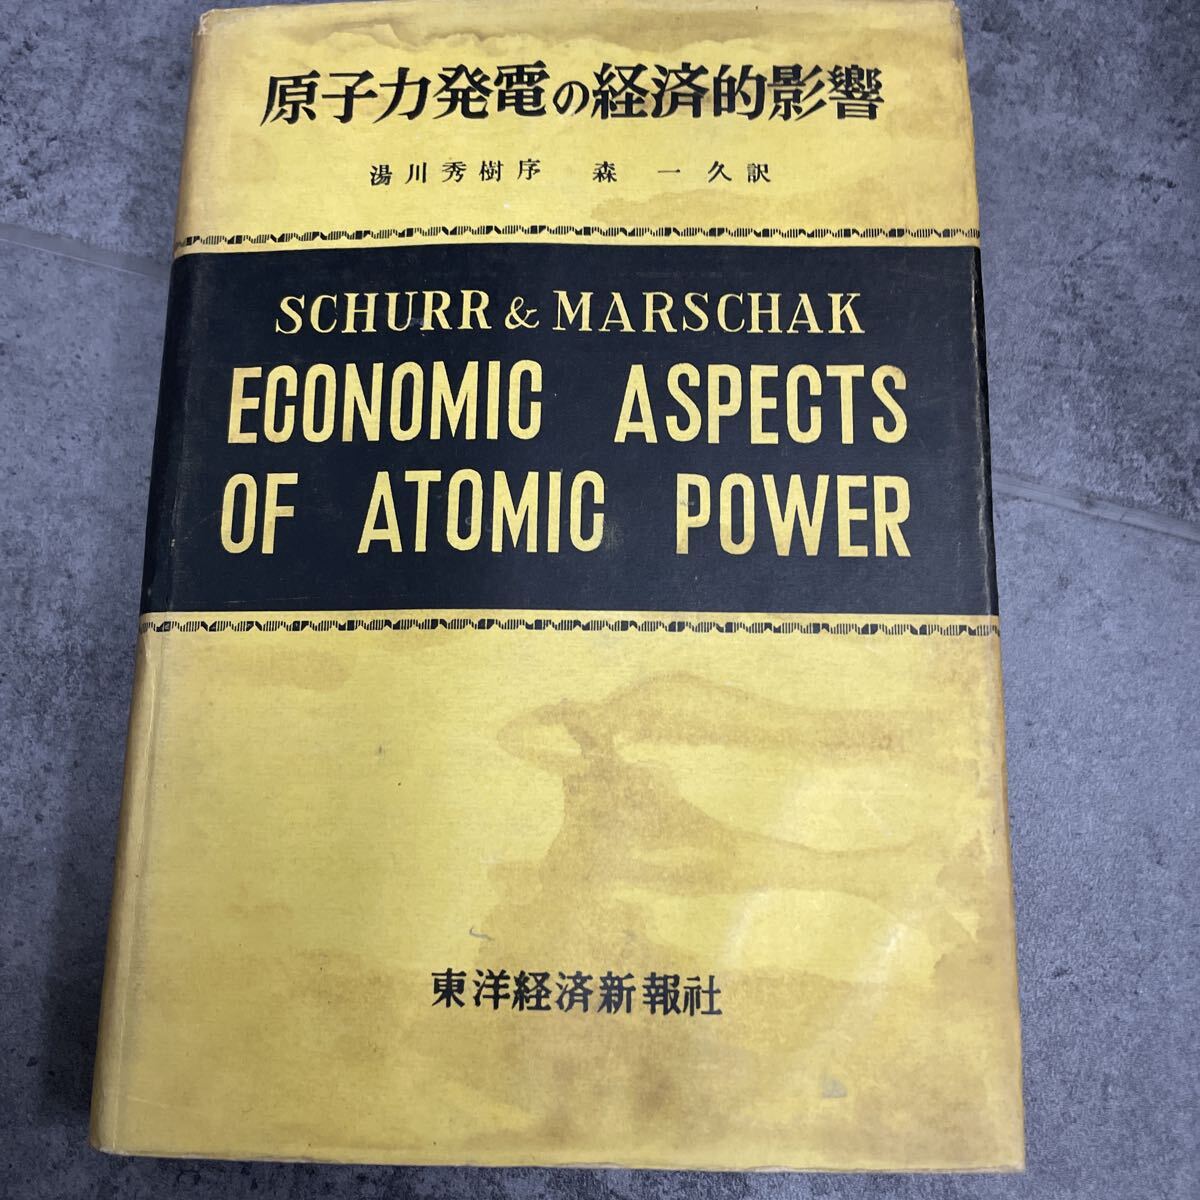 原子力発電の経済的影響
湯川秀樹序 森一久訳
SCHURR & MARSCHAK
ECONOMIC ASPECTS
OF ATOMIC POWER
東洋経済新報社